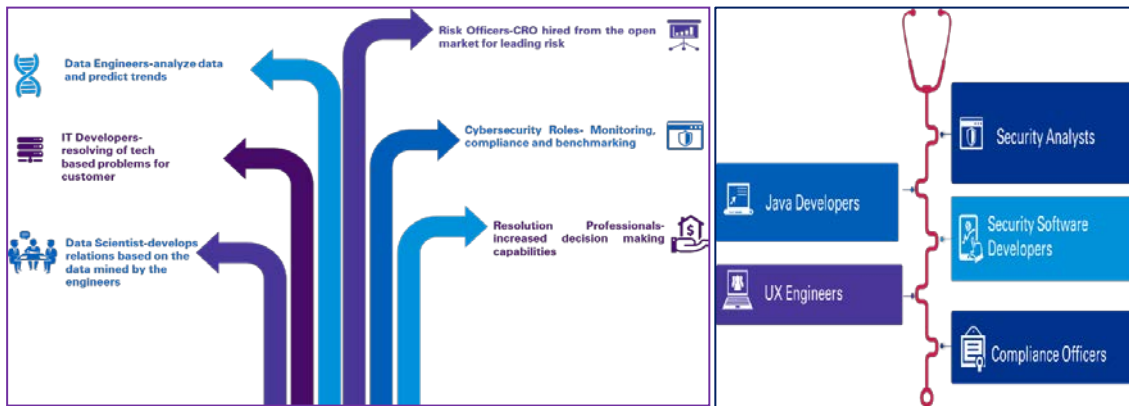 Risk Officers-CRO hired from the open
market for leading risk
Data Engineers-analyze data
and predict trends
IT Developers-
resolving of tech
based problems for
customer
Cybersecurity Roles- Monitoring,
compliance and benchmarking
Data Scientist-develops
relations based on the
data mined by the
engineers
Resolution Professionals-
increased decision making
capabilities
Security Analysts
Java Developers
Security Software
Developers
UX Engineers
Compliance Officers